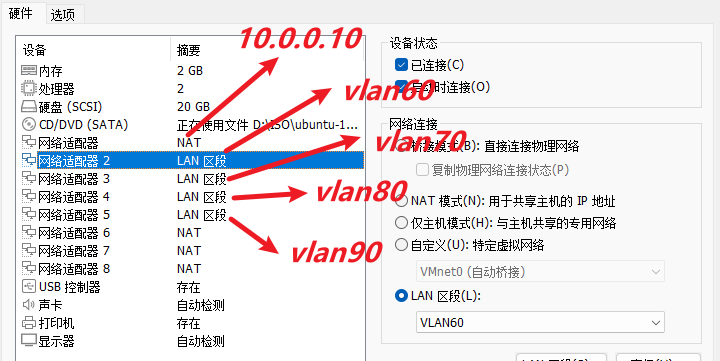 硬件 选项
设备 摘要
内存 2 GB
处理器 2
硬盘 (SCSI) 20 GB
CD/DVD (SATA) 正在使用文件 D:\ISO\ubuntu-1...
网络适配器 NAT
网络适配器 2 LAN 区段
网络适配器 3 LAN 区段
网络适配器 4 LAN 区段
网络适配器 5 LAN 区段
网络适配器 6 NAT
网络适配器 7 NAT
网络适配器 8 NAT
USB 控制器 存在
声卡 自动检测
打印机 存在
显示器 自动检测
10.0.0.10
vlan60
vlan70
vlan80
vlan90
设备状态
已连接(C)
启动时连接(O)
网络连接
桥接模式(B): 直接连接物理网络
复制物理网络连接状态(P)
NAT 模式(N): 用于共享主机的 IP 地址
仅主机模式(H): 与主机共享的专用网络
自定义(U): 特定虚拟网络
VMnet0 (自动桥接)
LAN 区段(L):
VLAN60